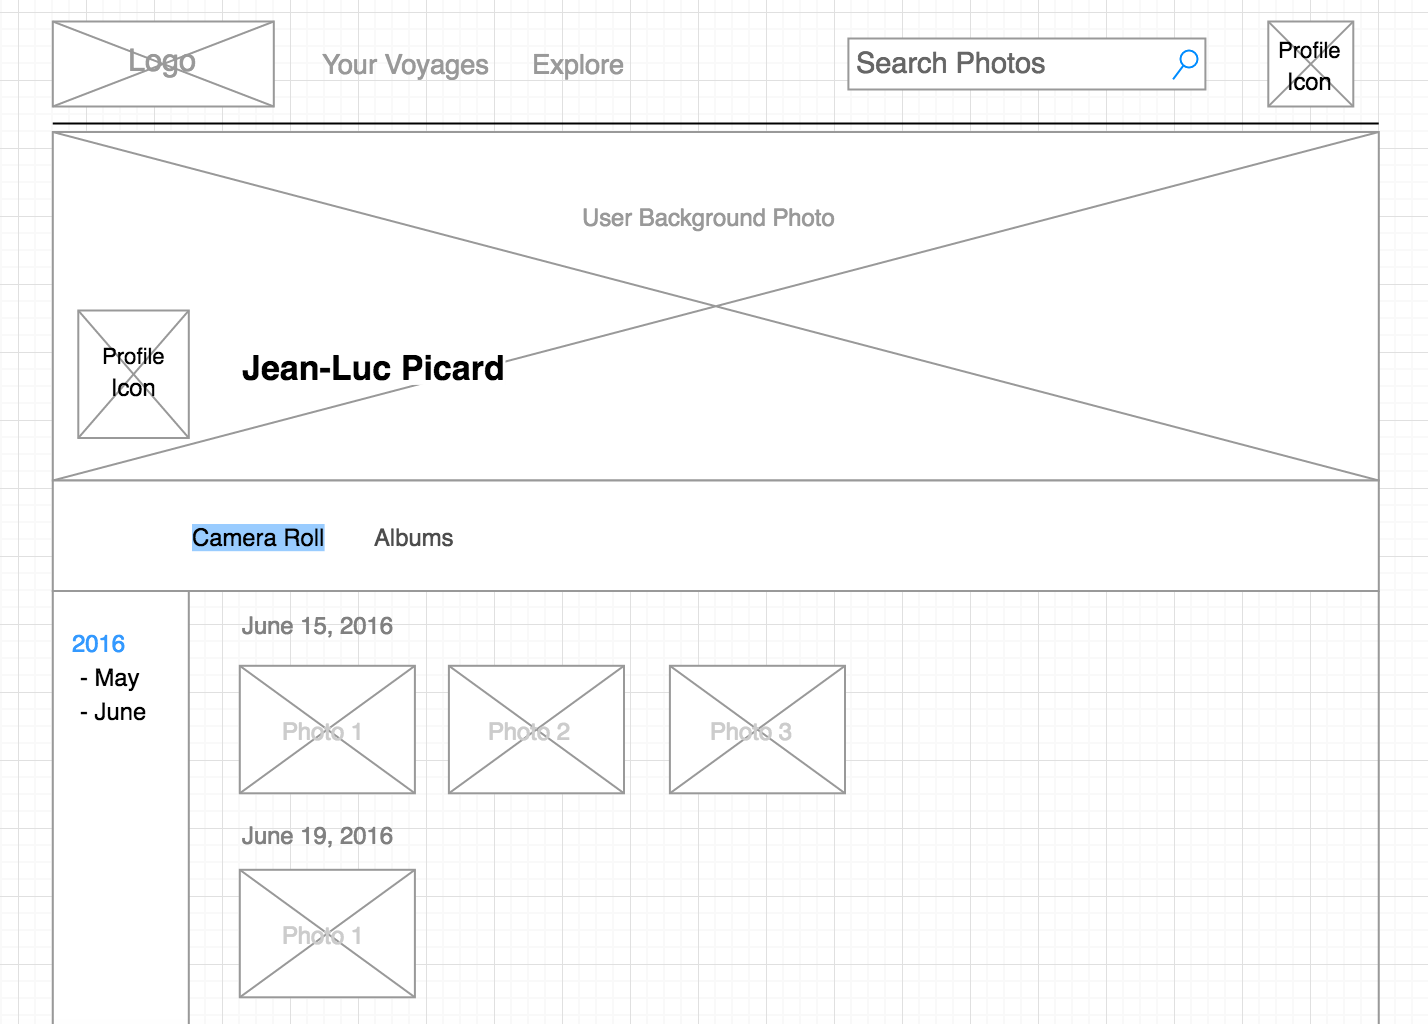 Logo
Your Voyages
Explore
Search Photos
Profile
Icon
User Background Photo
Profile
Icon
Jean-Luc Picard
Camera Roll
Albums
2016
- May
- June
June 15, 2016
Photo 1
Photo 2
Photo 3
June 19, 2016
Photo 1